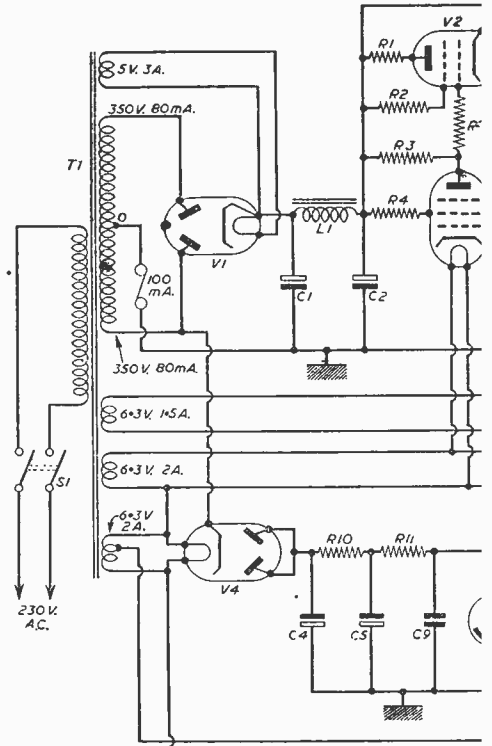 V2
R1
5V. 3A.
R2
350V. 80mA.
T1
R3
O
R4
V1
L1
100
mA.
C1
C2
350V. 80mA.
6·3V. 1·5A.
6·3V. 2A.
S1
6·3V
2A.
R10
R11
V4
230V.
A.C.
C4
C5
C9